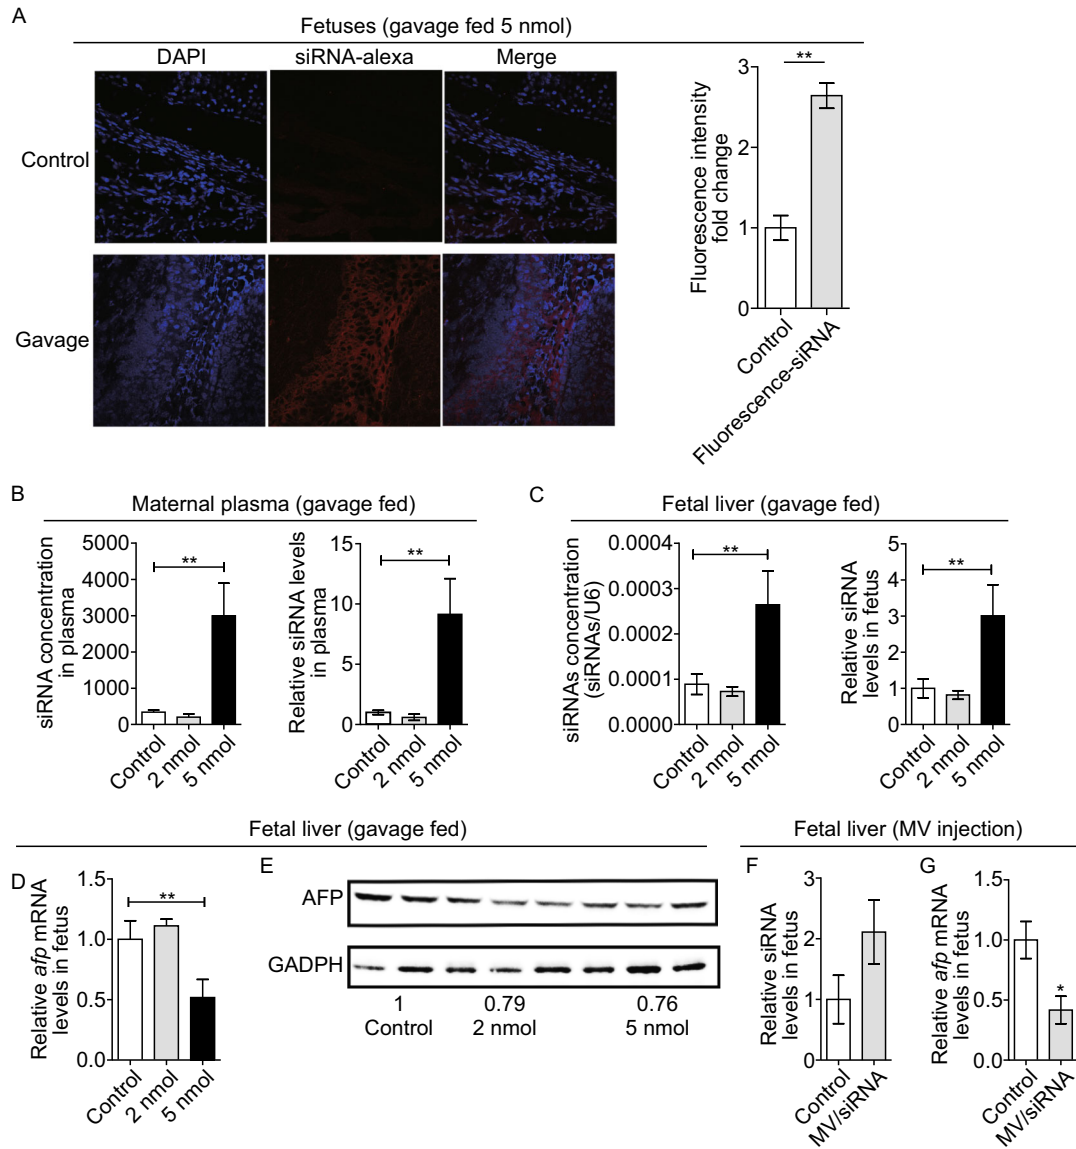 A
Fetuses (gavage fed 5 nmol)
DAPI
siRNA-alexa
Merge
Control
Gavage
Fluorescence intensity
fold change
3
2
1
0
**
Control
Fluorescence-siRNA
B
Maternal plasma (gavage fed)
siRNA concentration
in plasma
5000
4000
3000
2000
1000
0
**
Control
2 nmol
5 nmol
Relative siRNA levels
in plasma
15
10
5
0
**
Control
2 nmol
5 nmol
C
Fetal liver (gavage fed)
siRNAs concentration
(siRNAs/U6)
0.0004
0.0003
0.0002
0.0001
0.0000
**
Control
2 nmol
5 nmol
Relative siRNA
levels in fetus
5
4
3
2
1
0
**
Control
2 nmol
5 nmol
Fetal liver (gavage fed)
D
Relative afp mRNA
levels in fetus
1.5
1.0
0.5
0.0
**
Control
2 nmol
5 nmol
E
AFP
GADPH
1 0.79 0.76
Control 2 nmol 5 nmol
Fetal liver (MV injection)
F
Relative siRNA
levels in fetus
3
2
1
0
Control
MV/siRNA
G
Relative afp mRNA
levels in fetus
1.5
1.0
0.5
0.0
*
Control
MV/siRNA